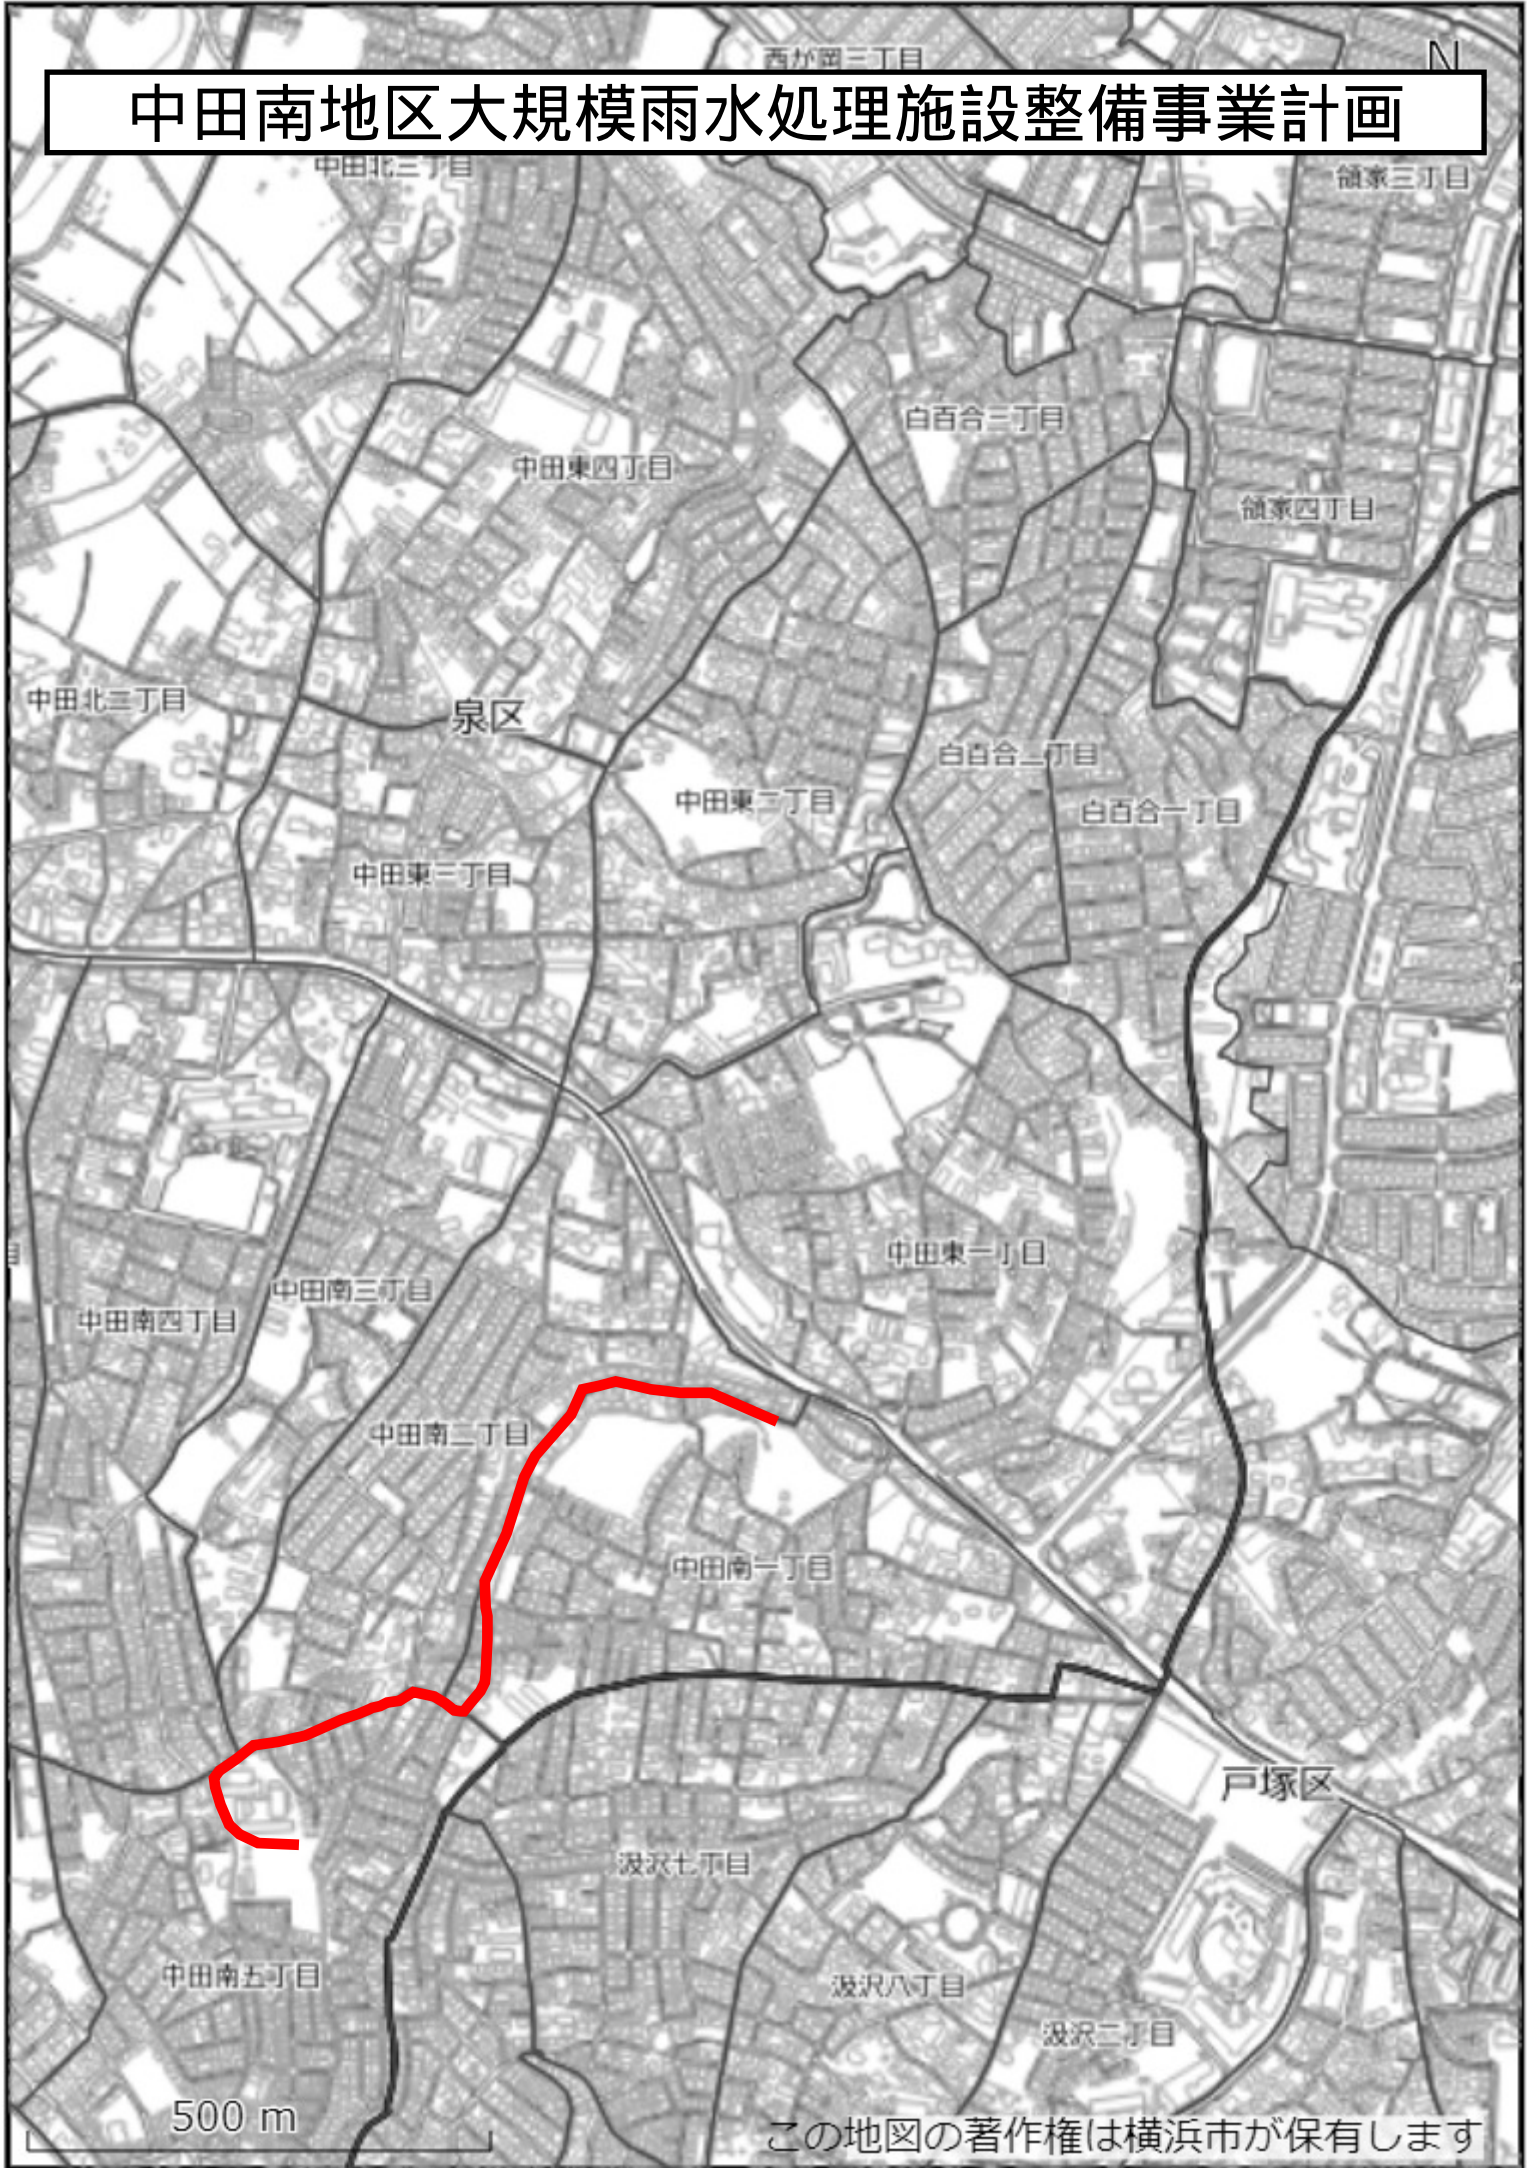 西が岡三丁目
N
中田南地区大規模雨水処理施設整備事業計画
中田北三丁目
領家三丁目
白百合三丁目
中田東四丁目
領家四丁目
中田北二丁目
泉区
白百合二丁目
中田東二丁目
白百合一丁目
中田東三丁目
目
中田東一丁目
中田南三丁目
中田南四丁目
中田南二丁目
中田南一丁目
戸塚区
汲沢七丁目
中田南五丁目
汲沢八丁目
汲沢二丁目
500 m
この地図の著作権は横浜市が保有します